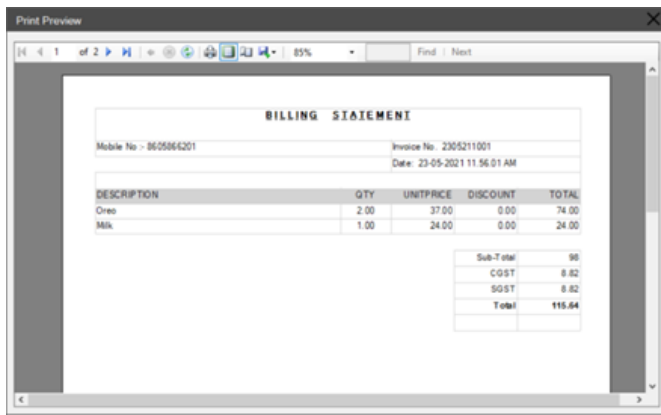 Print Preview
1 of 2 85% Find | Next
BILLING STATEMENT
Mobile No :- 8605866201 Invoice No. 2305211001
Date: 23-05-2021 11.56.01 AM
DESCRIPTION QTY UNITPRICE DISCOUNT TOTAL
Oreo 2.00 37.00 0.00 74.00
Milk 1.00 24.00 0.00 24.00
Sub-Total 98
CGST 8.82
SGST 8.82
Total 115.64